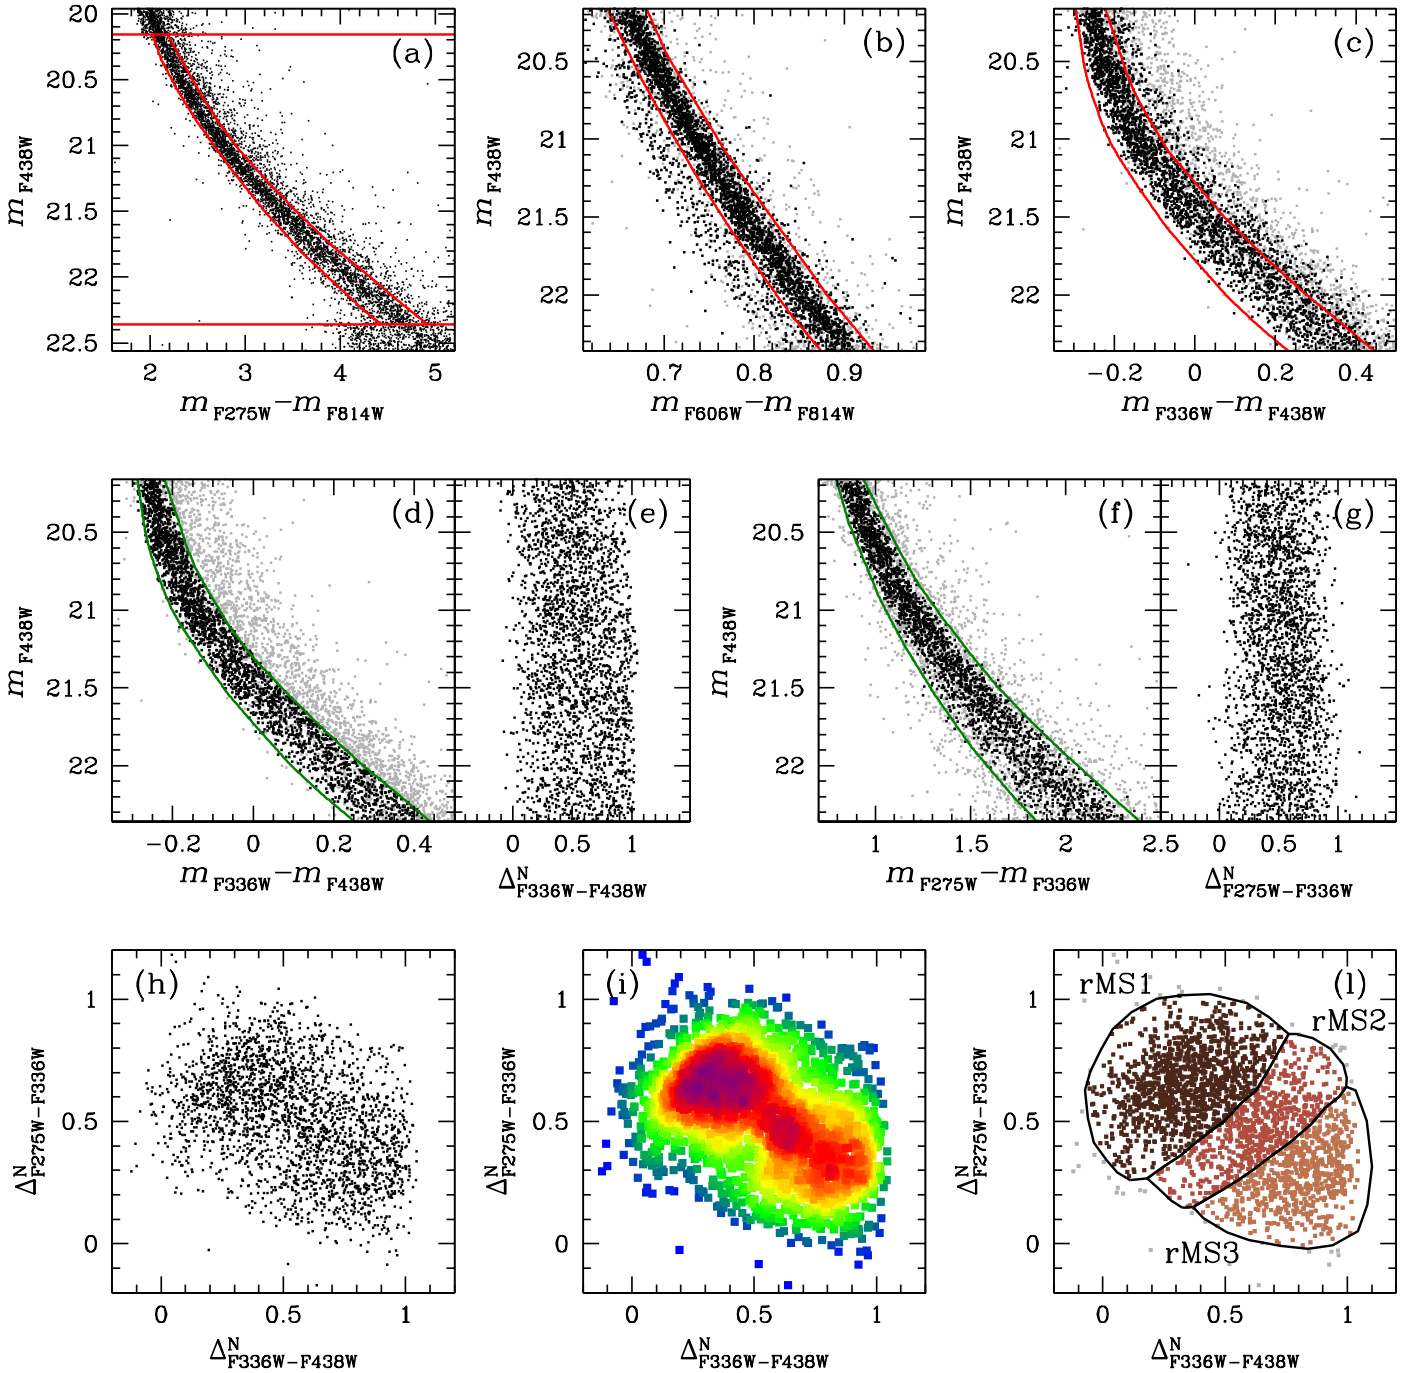 20
20.5
21
21.5
22
22.5
m F438W
(a)
2 3 4 5
m F275W−m F814W
20.5
21
21.5
22
m F438W
(b)
0.7 0.8 0.9
m F606W−m F814W
20.5
21
21.5
22
m F438W
(c)
−0.2 0 0.2 0.4
m F336W−m F438W
20.5
21
21.5
22
m F438W
(d)
−0.2 0 0.2 0.4
m F336W−m F438W
(e)
0 0.5 1
Δ N F336W−F438W
20.5
21
21.5
22
m F438W
(f)
1 1.5 2 2.5
m F275W−m F336W
(g)
0 0.5 1
Δ N F275W−F336W
1
0.5
0
Δ N F275W−F336W
(h)
0 0.5 1
Δ N F336W−F438W
1
0.5
0
Δ N F275W−F336W
(i)
0 0.5 1
Δ N F336W−F438W
1
0.5
0
Δ N F275W−F336W
rMS1
(l)
rMS2
rMS3
0 0.5 1
Δ N F336W−F438W